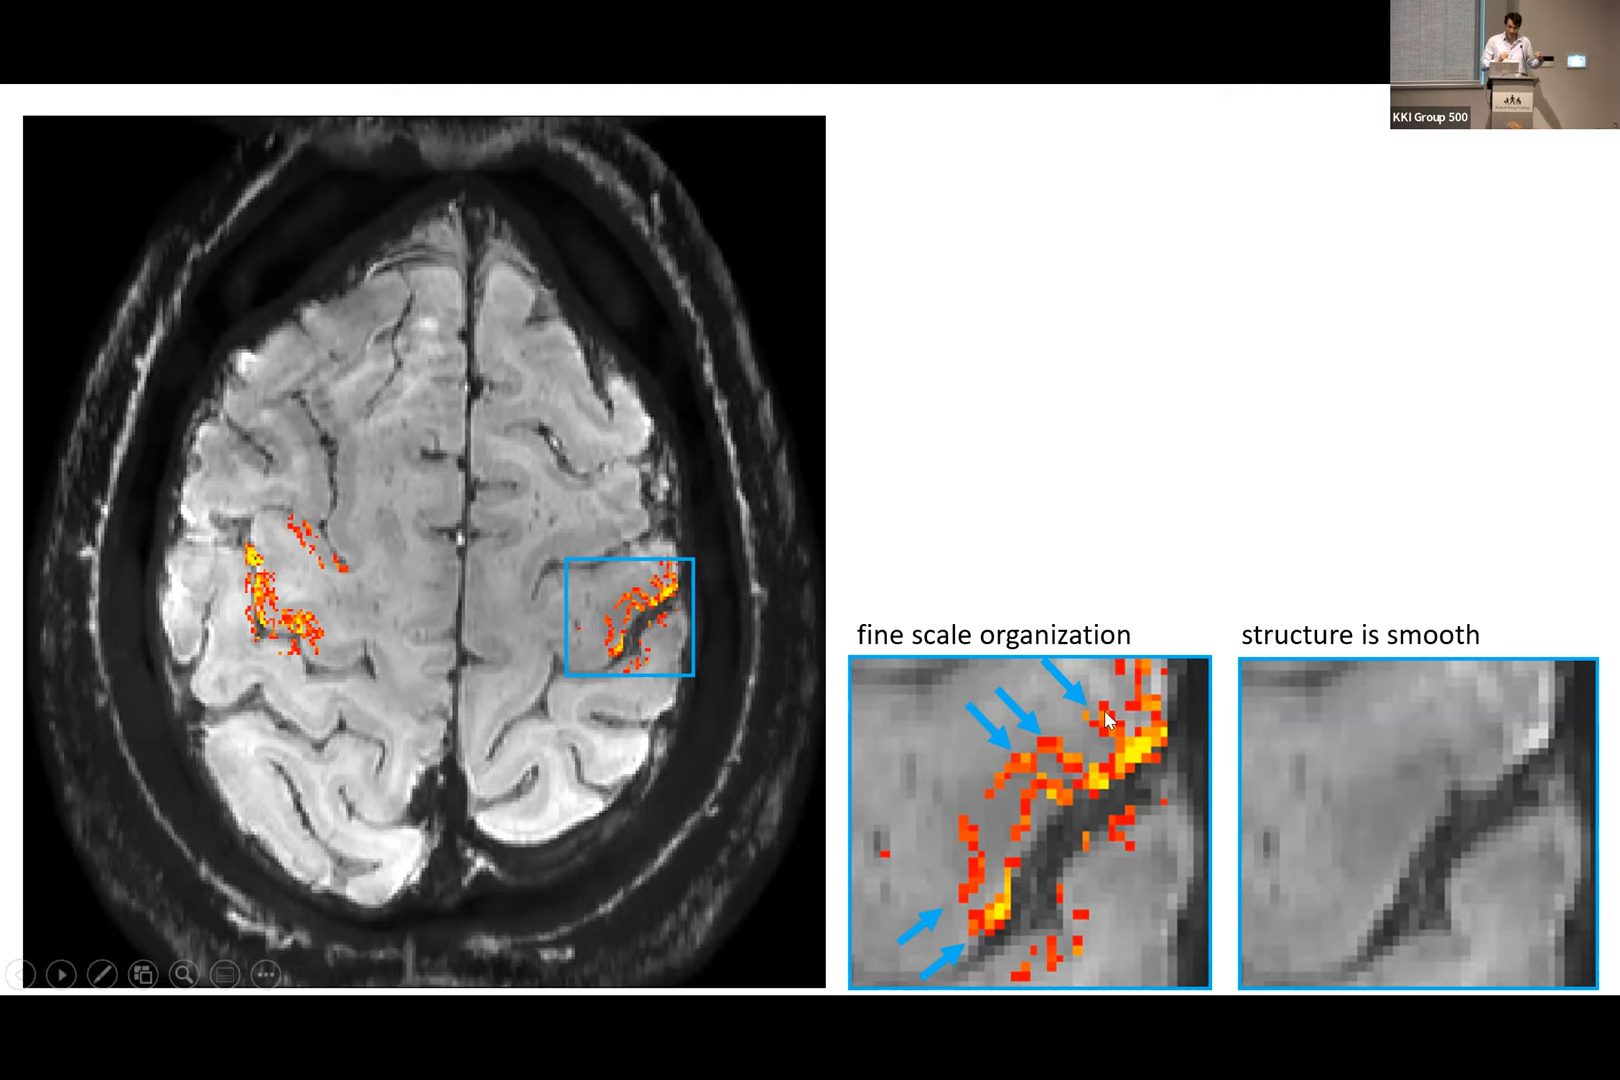 KKI Group 500
fine scale organization
structure is smooth